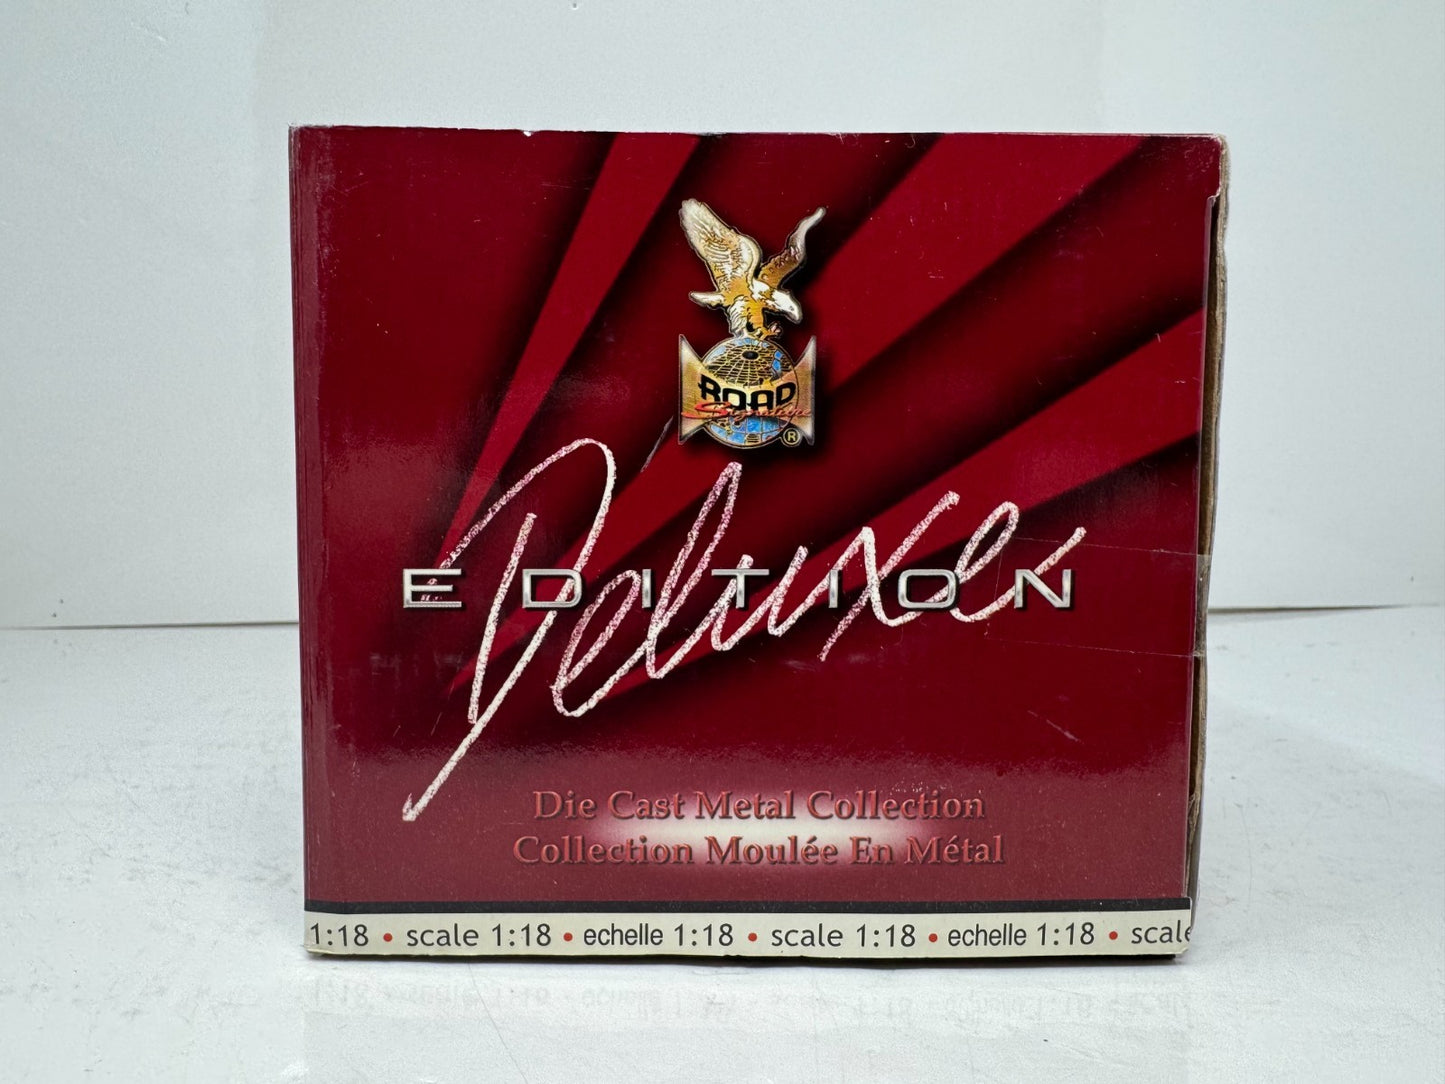 ROAD
Signature
®
Deluxe
EDITION
Die Cast Metal Collection
Collection Moulée En Métal
1:18 • scale 1:18 • echelle 1:18 • scale 1:18 • echelle 1:18 • scale